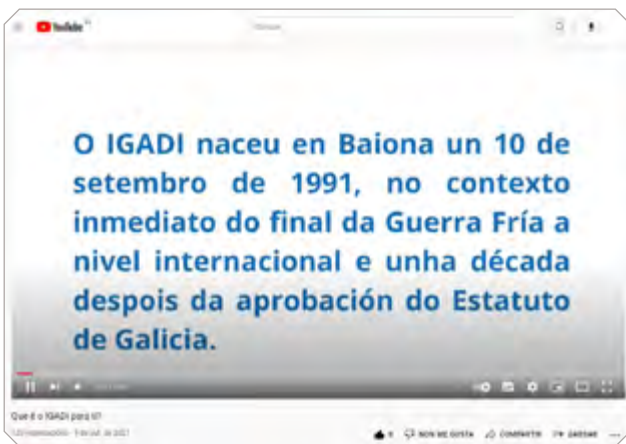 YouTube
O IGADI naceu en Baiona un 10 de
setembro de 1991, no contexto
inmediato do final da Guerra Fría a
nivel internacional e unha década
despois da aprobación do Estatuto
de Galicia.
Que é o IGADI para ti?
NON ME GUSTA COMPARTIR GARDAR